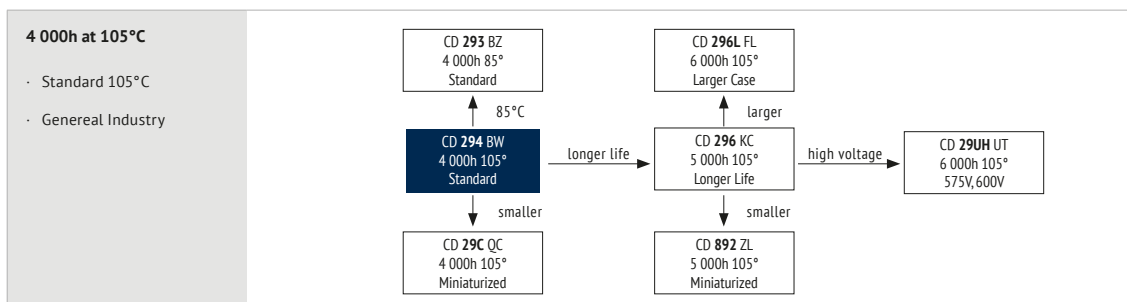 4 000h at 105°C
· Standard 105°C
· Genereal Industry
CD 293 BZ
4 000h 85°
Standard
CD 296L FL
6 000h 105°
Larger Case
85°C
larger
CD 294 BW
4 000h 105°
Standard
longer life
CD 296 KC
5 000h 105°
Longer Life
high voltage
CD 29UH UT
6 000h 105°
575V, 600V
smaller
smaller
CD 29C QC
4 000h 105°
Miniaturized
CD 892 ZL
5 000h 105°
Miniaturized